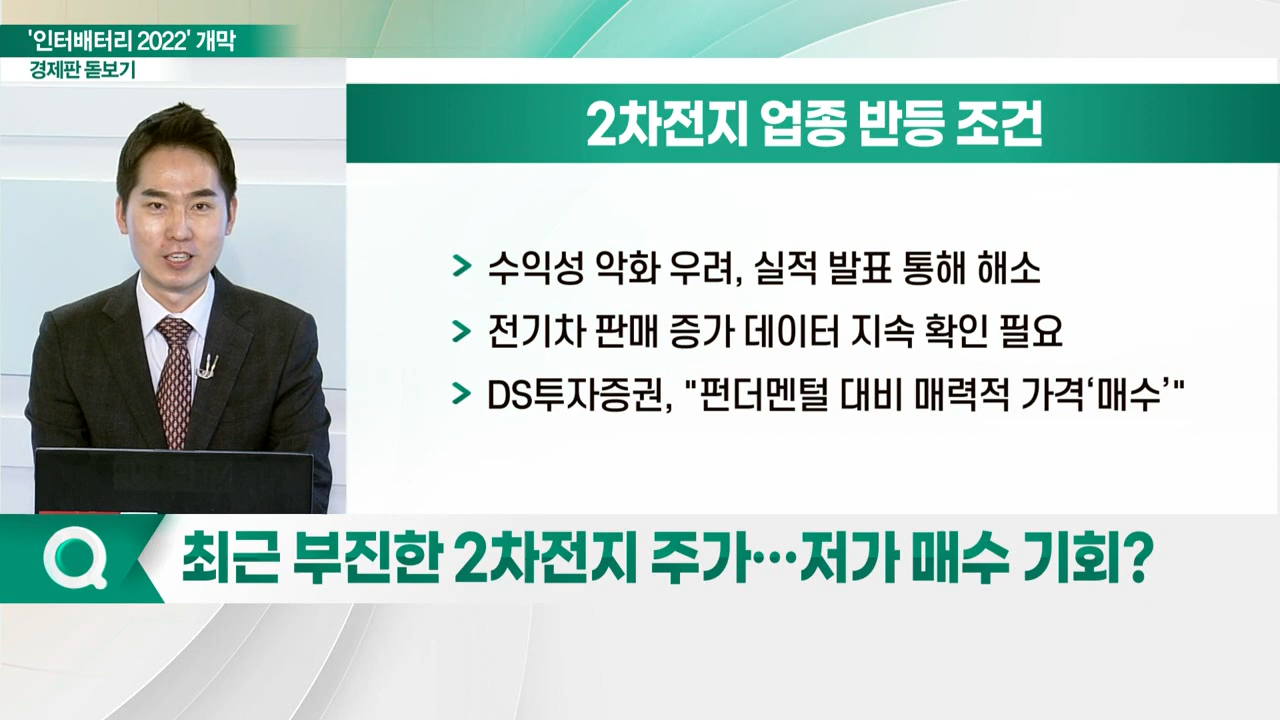 '인터배터리 2022' 개막
경제판 돋보기
2차전지 업종 반등 조건
> 수익성 악화 우려, 실적 발표 통해 해소
> 전기차 판매 증가 데이터 지속 확인 필요
> DS투자증권, "펀더멘털 대비 매력적 가격‘매수’"
Q 최근 부진한 2차전지 주가…저가 매수 기회?